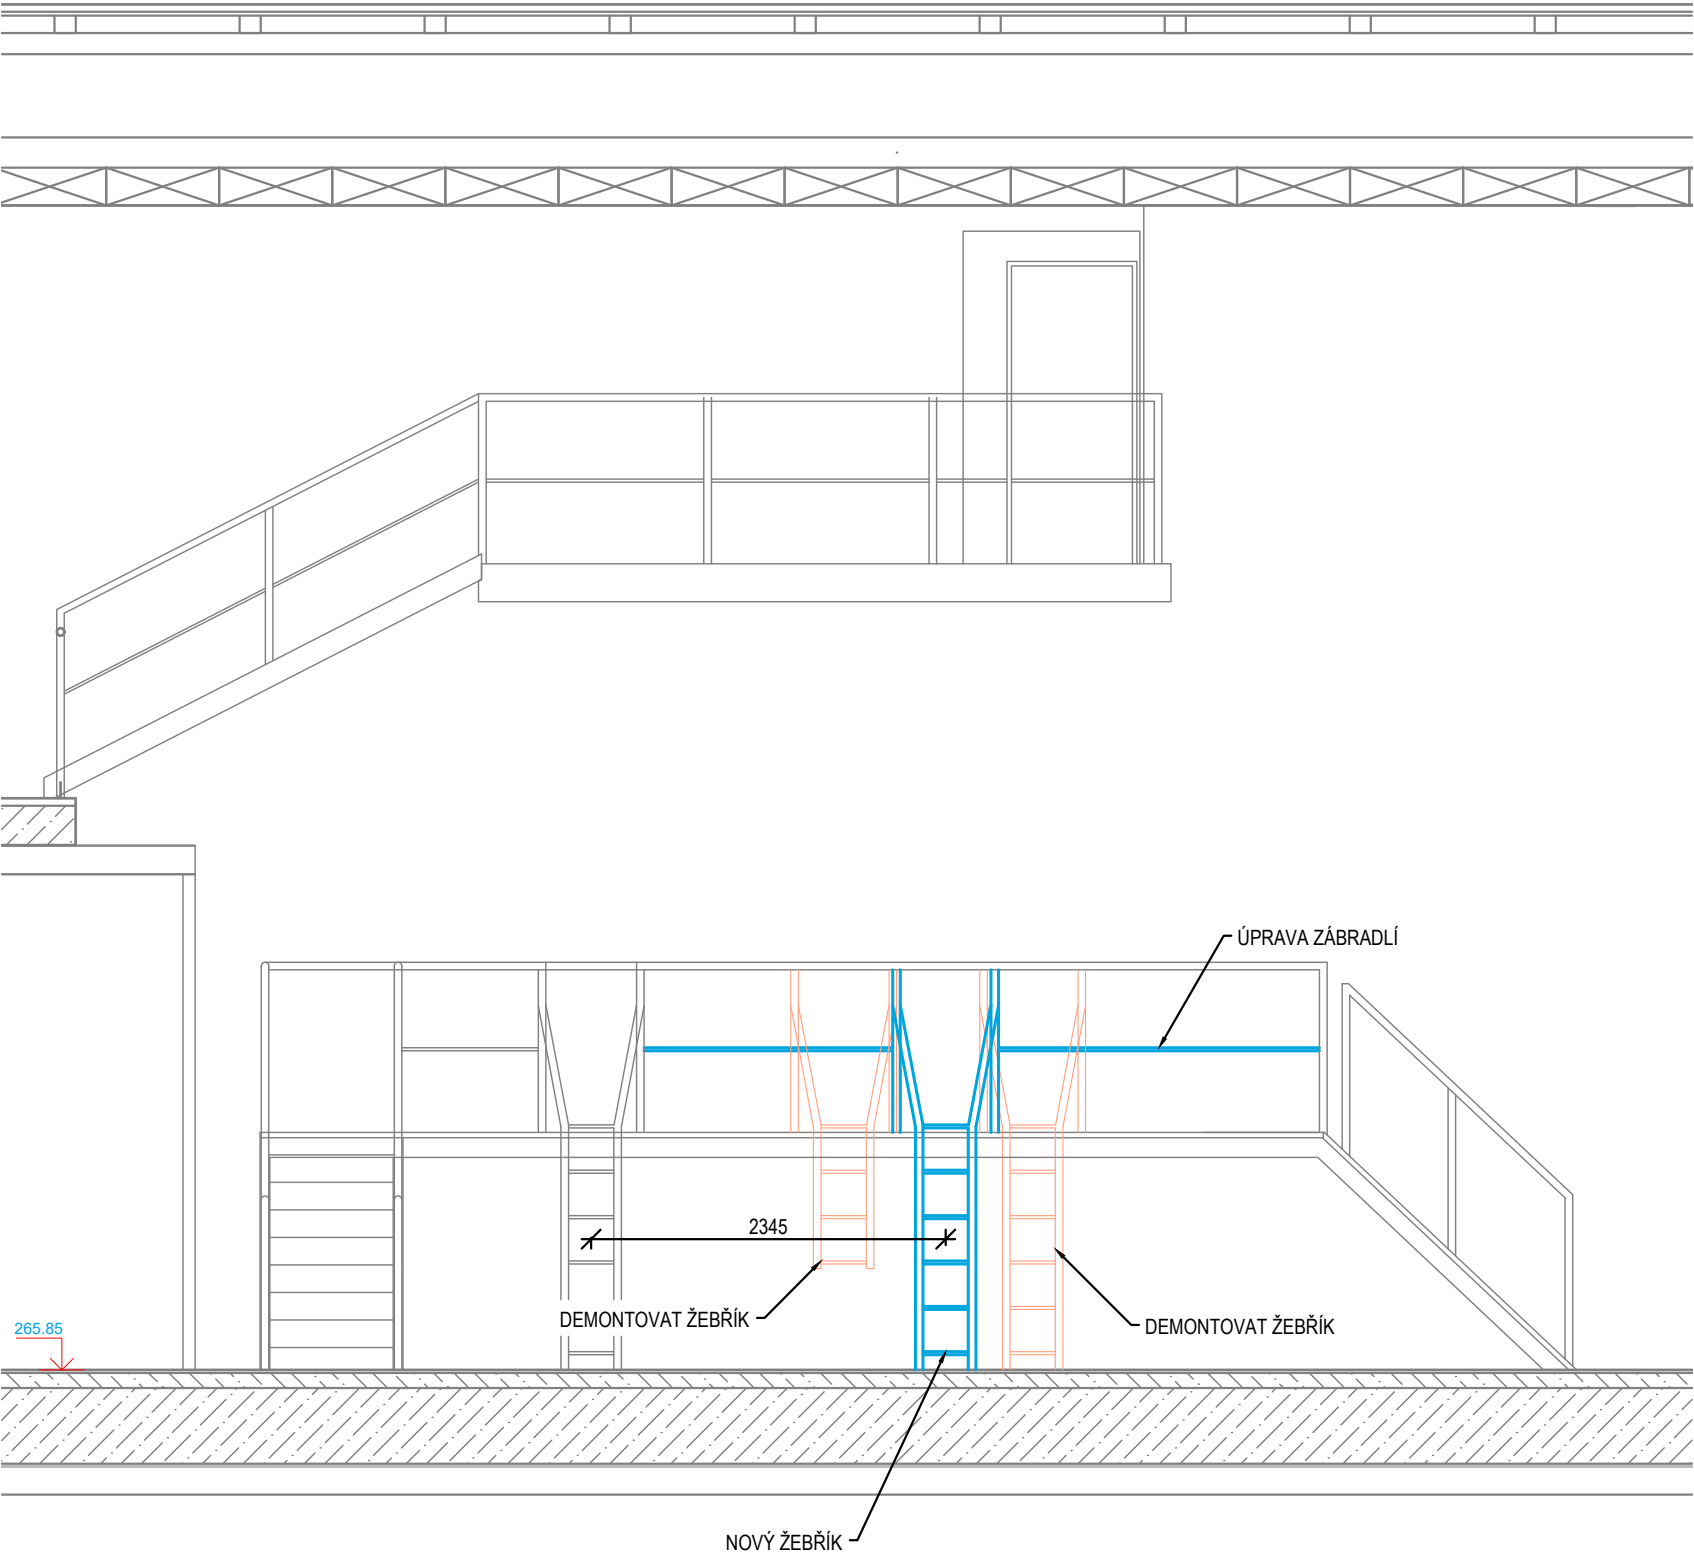 ÚPRAVA ZÁBRADLÍ
2345
DEMONTOVAT ŽEBŘÍK
DEMONTOVAT ŽEBŘÍK
265.85
NOVÝ ŽEBŘÍK